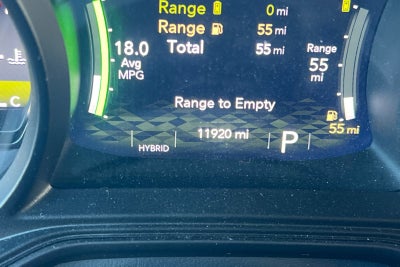 Range 0 mi
Range 55 mi
Total 55 mi
18.0
Avg
MPG
Range
55
mi
Range to Empty
C
55 mi
11920 mi
P
HYBRID